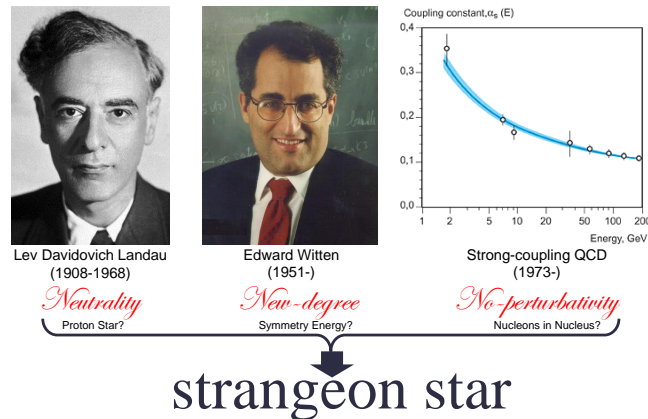 Coupling constant,αs (E)
0,4
0,3
0,2
0,1
0,0
1 2 5 10 20 50 100 200
Energy, GeV
Lev Davidovich Landau
(1908-1968)
Neutrality
Proton Star?
Edward Witten
(1951-)
New-degree
Symmetry Energy?
Strong-coupling QCD
(1973-)
No-perturbativity
Nucleons in Nucleus?
strangeon star